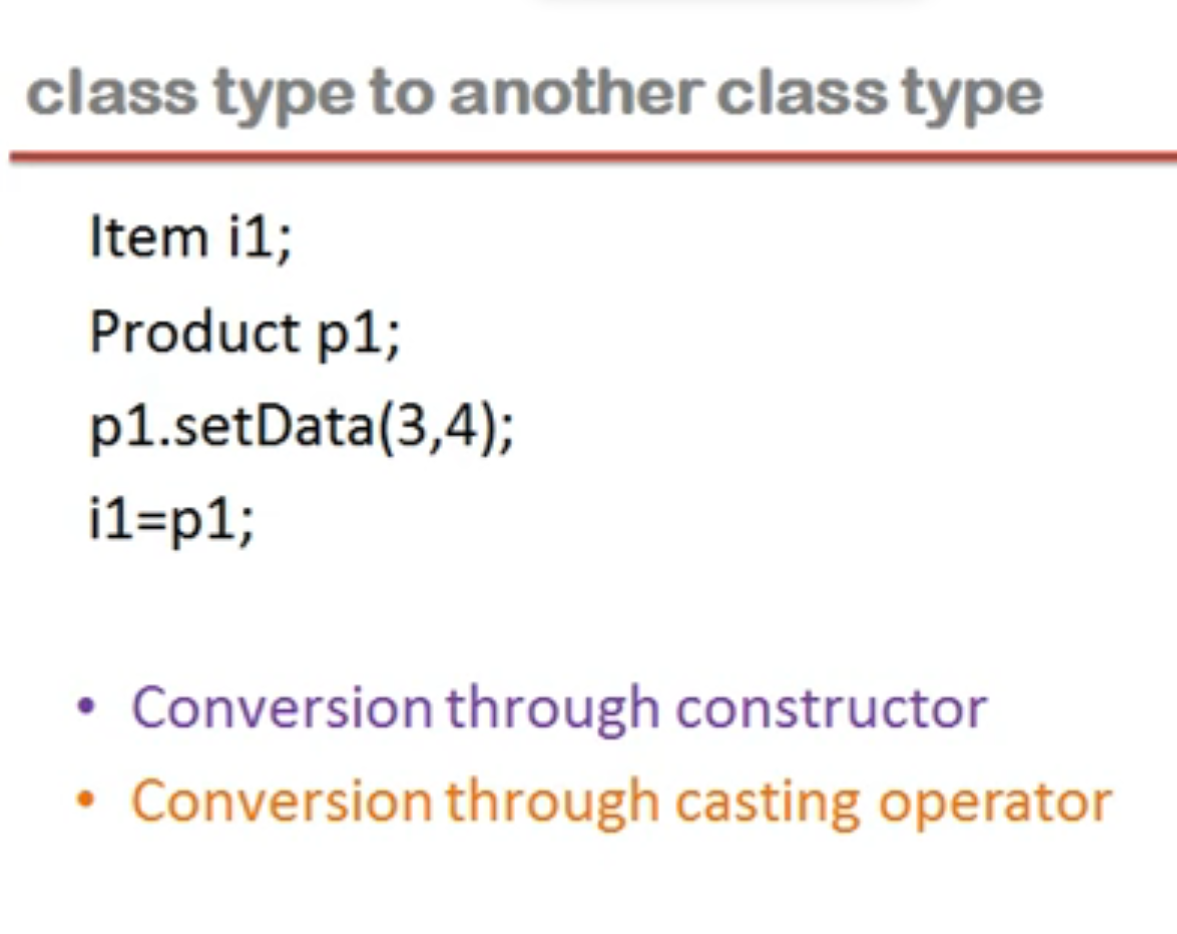 class type to another class type
Item i1;
Product p1;
p1.setData(3,4);
i1=p1;
• Conversion through constructor
• Conversion through casting operator